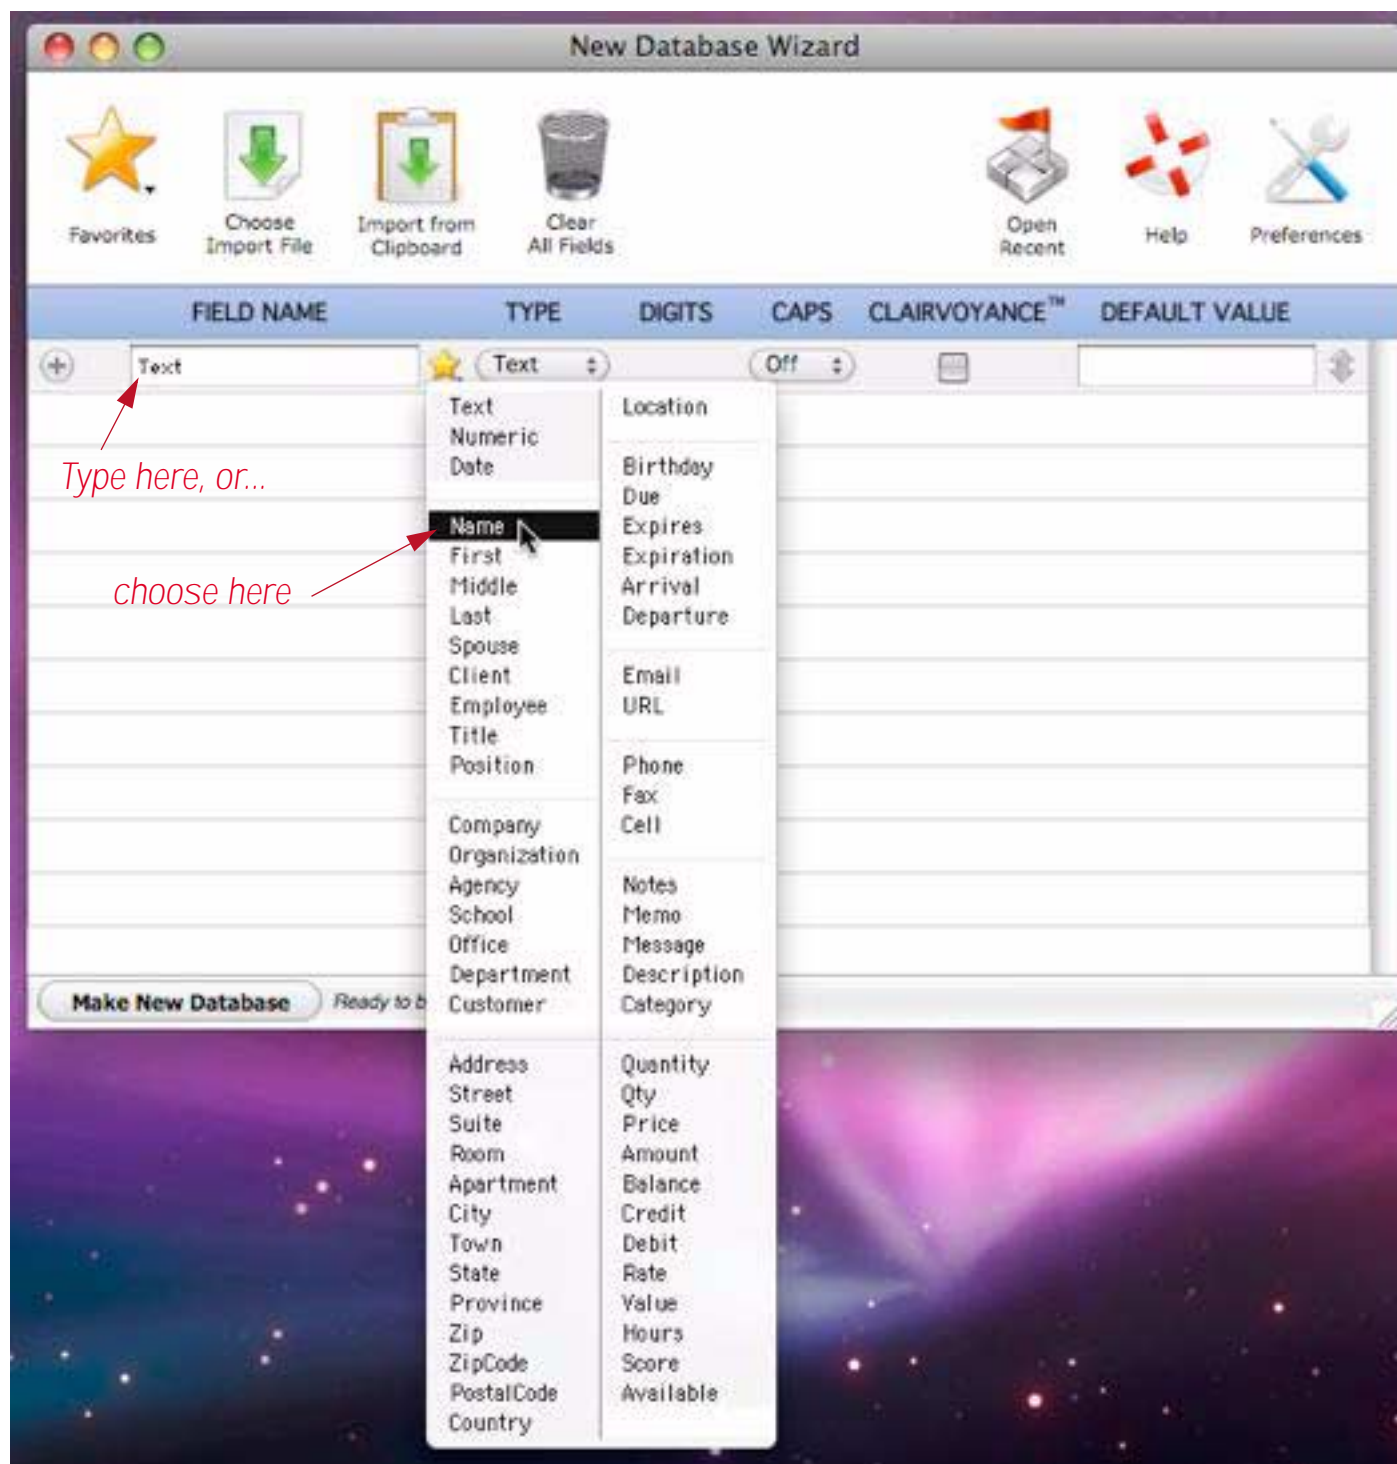 New Database Wizard
Favorites
Choose
Import File
Import from
Clipboard
Clear
All Fields
Open
Recent
Help
Preferences
FIELD NAME TYPE DIGITS CAPS CLAIRVOYANCE™ DEFAULT VALUE
Text Text Off
Type here, or...
choose here
Text
Numeric
Date
Name
First
Middle
Last
Spouse
Client
Employee
Title
Position
Company
Organization
Agency
School
Office
Department
Customer
Address
Street
Suite
Room
Apartment
City
Town
State
Province
Zip
ZipCode
PostalCode
Country
Location
Birthday
Due
Expires
Expiration
Arrival
Departure
Email
URL
Phone
Fax
Cell
Notes
Memo
Message
Description
Category
Quantity
Qty
Price
Amount
Balance
Credit
Debit
Rate
Value
Hours
Score
Available
Make New Database Ready to b